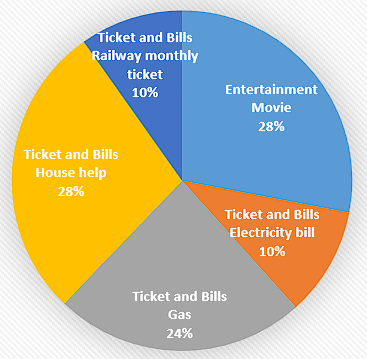 Ticket and Bills
Railway monthly
ticket
10%
Entertainment
Movie
28%
Ticket and Bills
House help
28%
Ticket and Bills
Electricity bill
10%
Ticket and Bills
Gas
24%